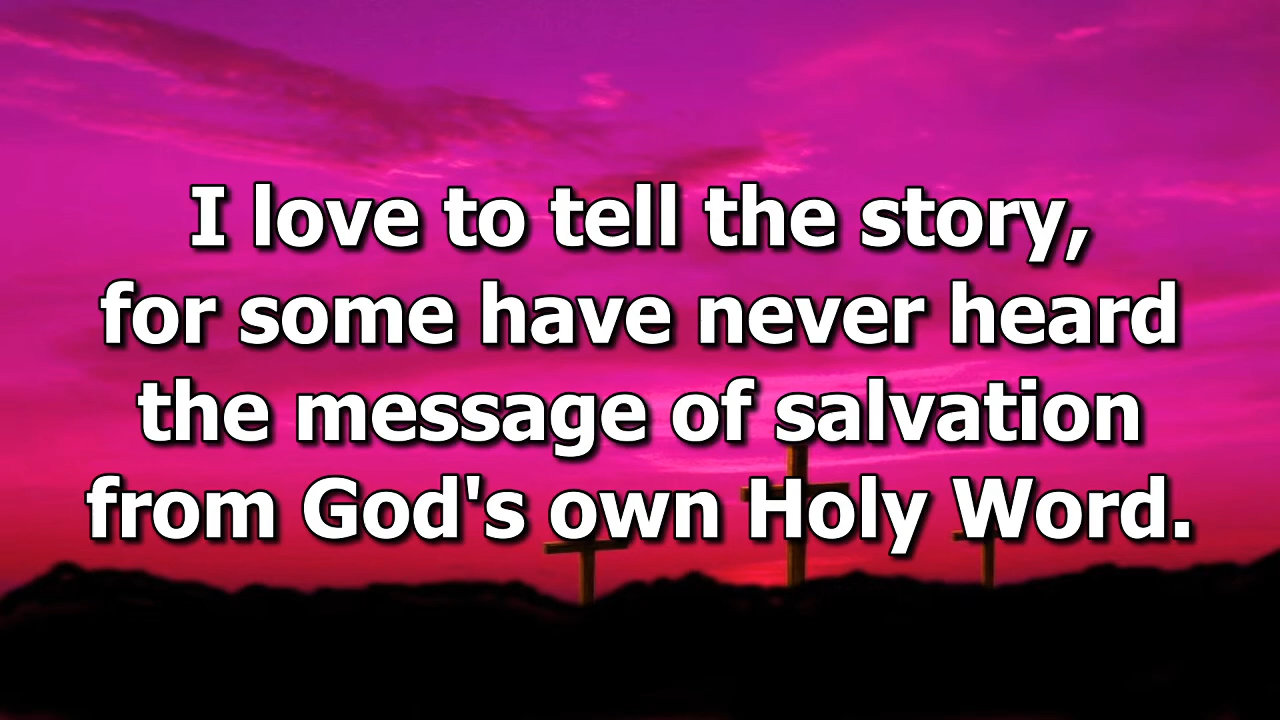 I love to tell the story,
for some have never heard
the message of salvation
from God's own Holy Word.